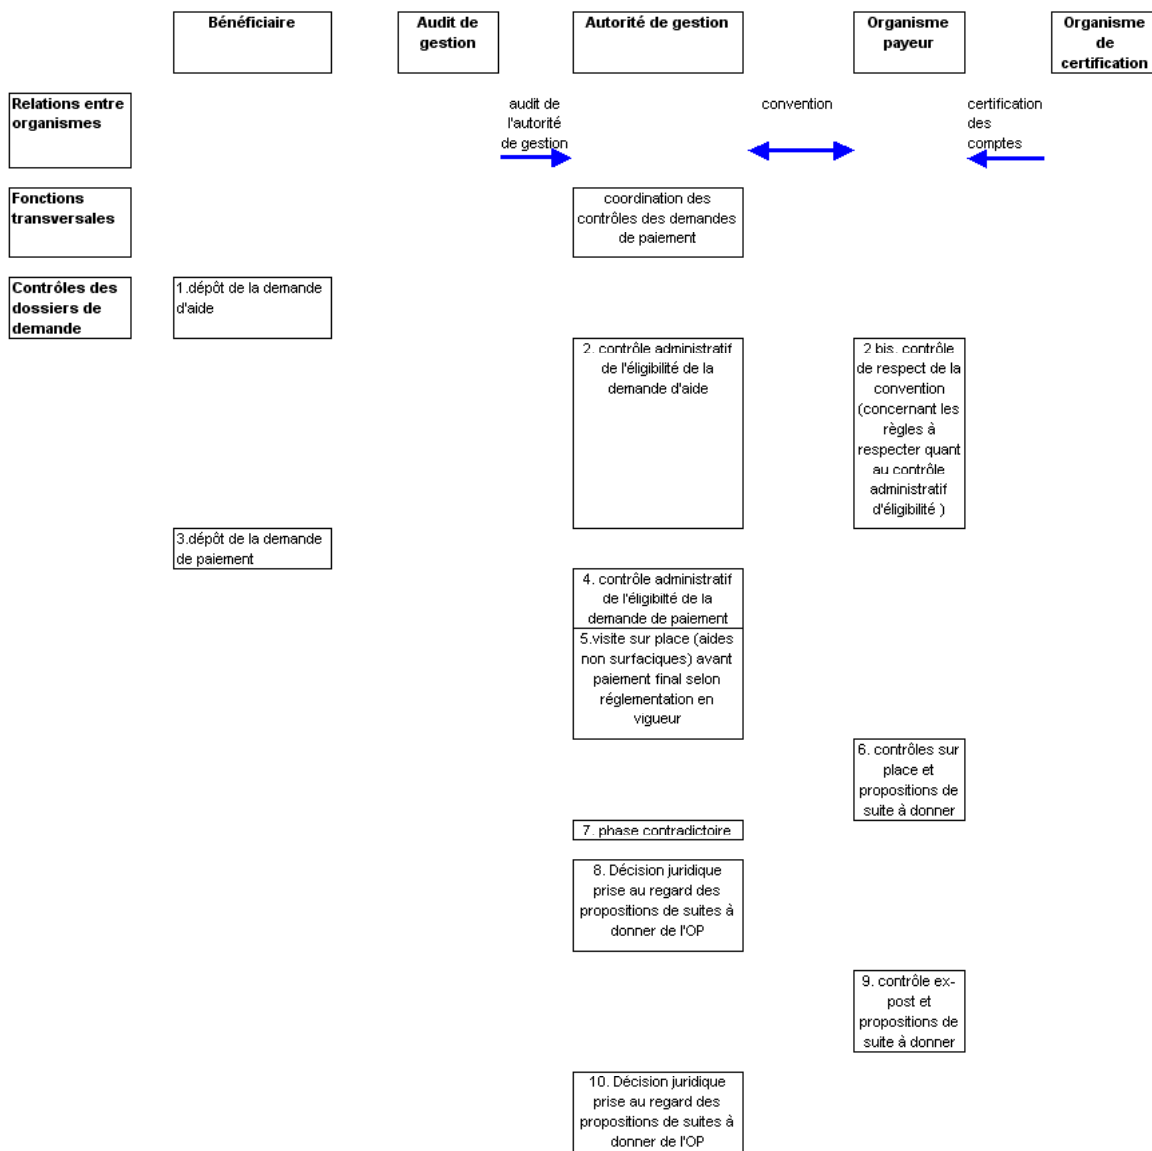 Bénéficiaire
Audit de
gestion
Autorité de gestion
Organisme
payeur
Organisme
de
certification
Relations entre
organismes
audit de
l'autorité
de gestion
convention
certification
des
comptes
Fonctions
transversales
coordination des
contrôles des demandes
de paiement
Contrôles des
dossiers de
demande
1.dépôt de la demande
d'aide
2. contrôle administratif
de l'éligibilité de la
demande d'aide
2 bis. contrôle
de respect de la
convention
(concernant les
règles à
respecter quant
au contrôle
administratif
d'éligibilité )
3.dépôt de la demande
de paiement
4. contrôle administratif
de l'éligibilté de la
demande de paiement
5.visite sur place (aides
non surfaciques) avant
paiement final selon
réglementation en
vigueur
6. contrôles sur
place et
propositions de
suite à donner
7. phase contradictoire
8. Décision juridique
prise au regard des
propositions de suites à
donner de l'OP
9. contrôle ex-
post et
propositions de
suite à donner
10. Décision juridique
prise au regard des
propositions de suites à
donner de l'OP